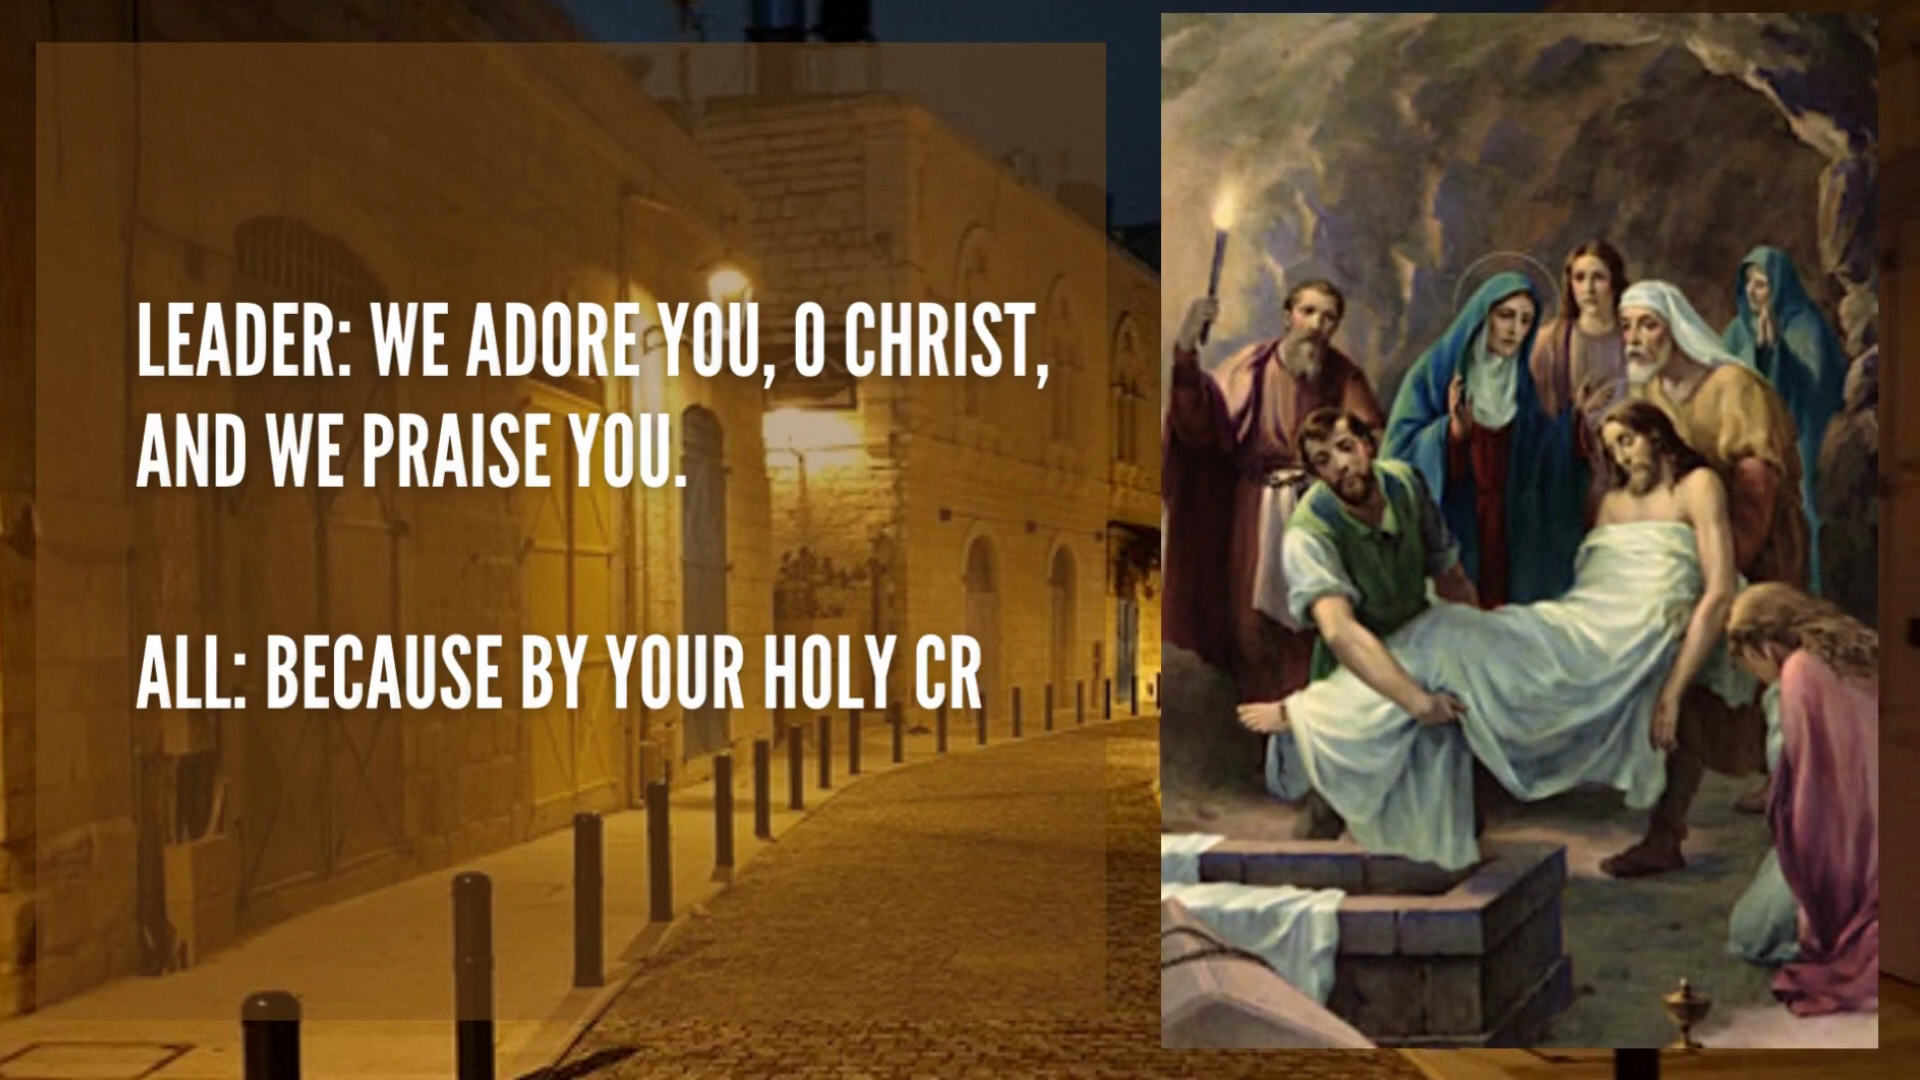 LEADER: WE ADORE YOU, O CHRIST,
AND WE PRAISE YOU.
ALL: BECAUSE BY YOUR HOLY CR